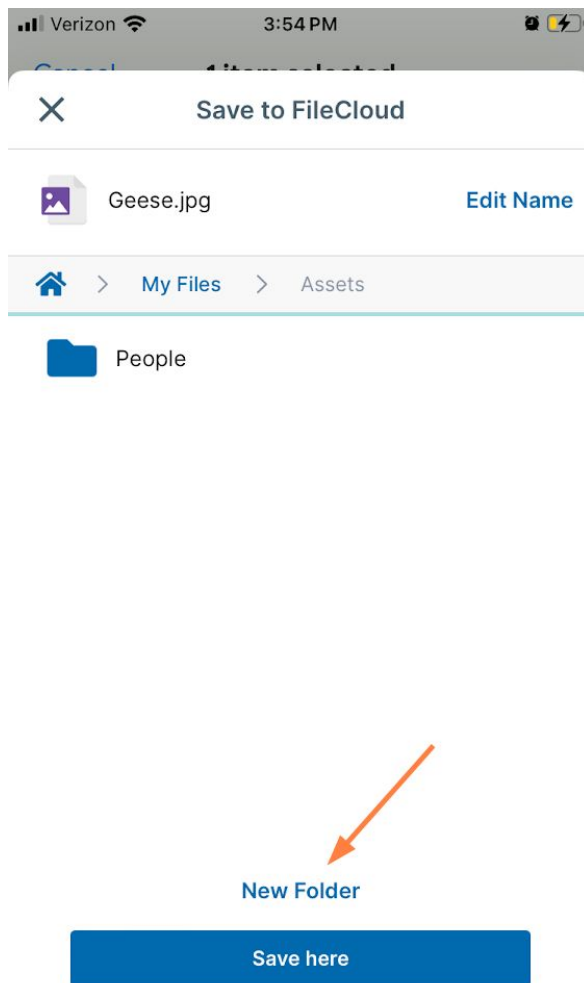 Verizon 3:54 PM
Save to FileCloud
Geese.jpg Edit Name
> My Files > Assets
People
New Folder
Save here